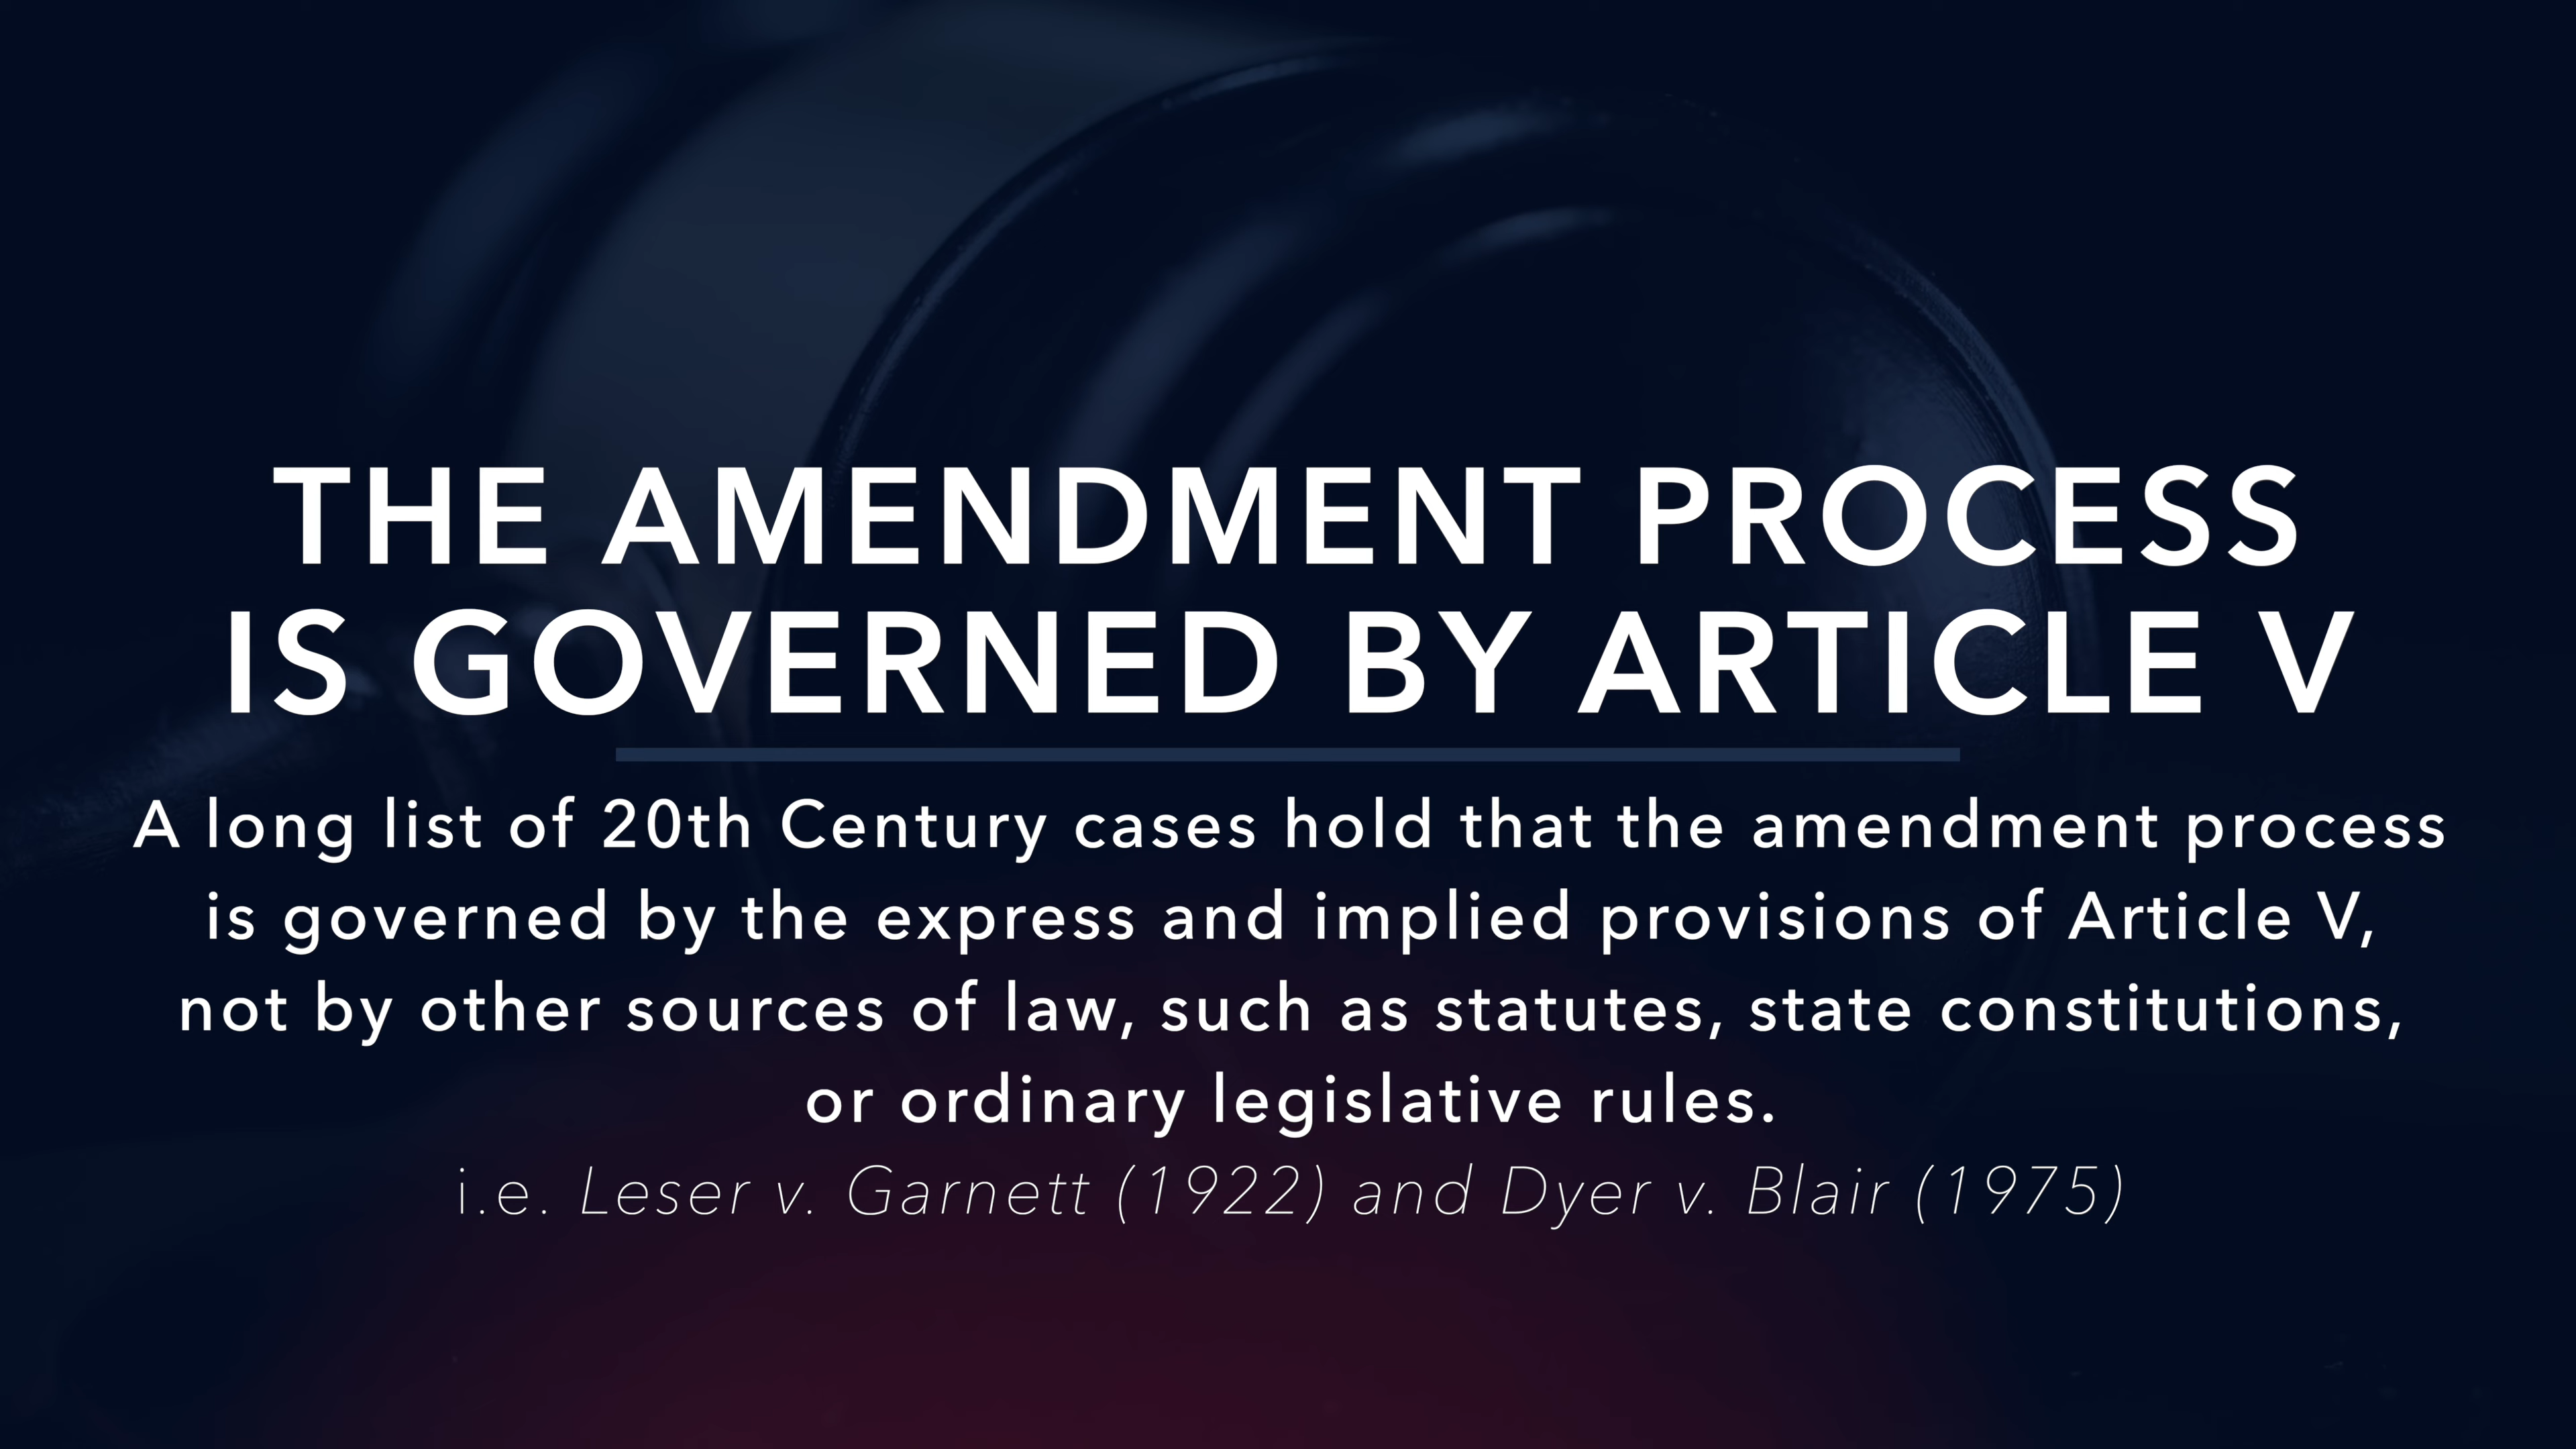 THE AMENDMENT PROCESS
IS GOVERNED BY ARTICLE V
A long list of 20th Century cases hold that the amendment process
is governed by the express and implied provisions of Article V,
not by other sources of law, such as statutes, state constitutions,
or ordinary legislative rules.
i.e. Leser v. Garnett (1922) and Dyer v. Blair (1975)